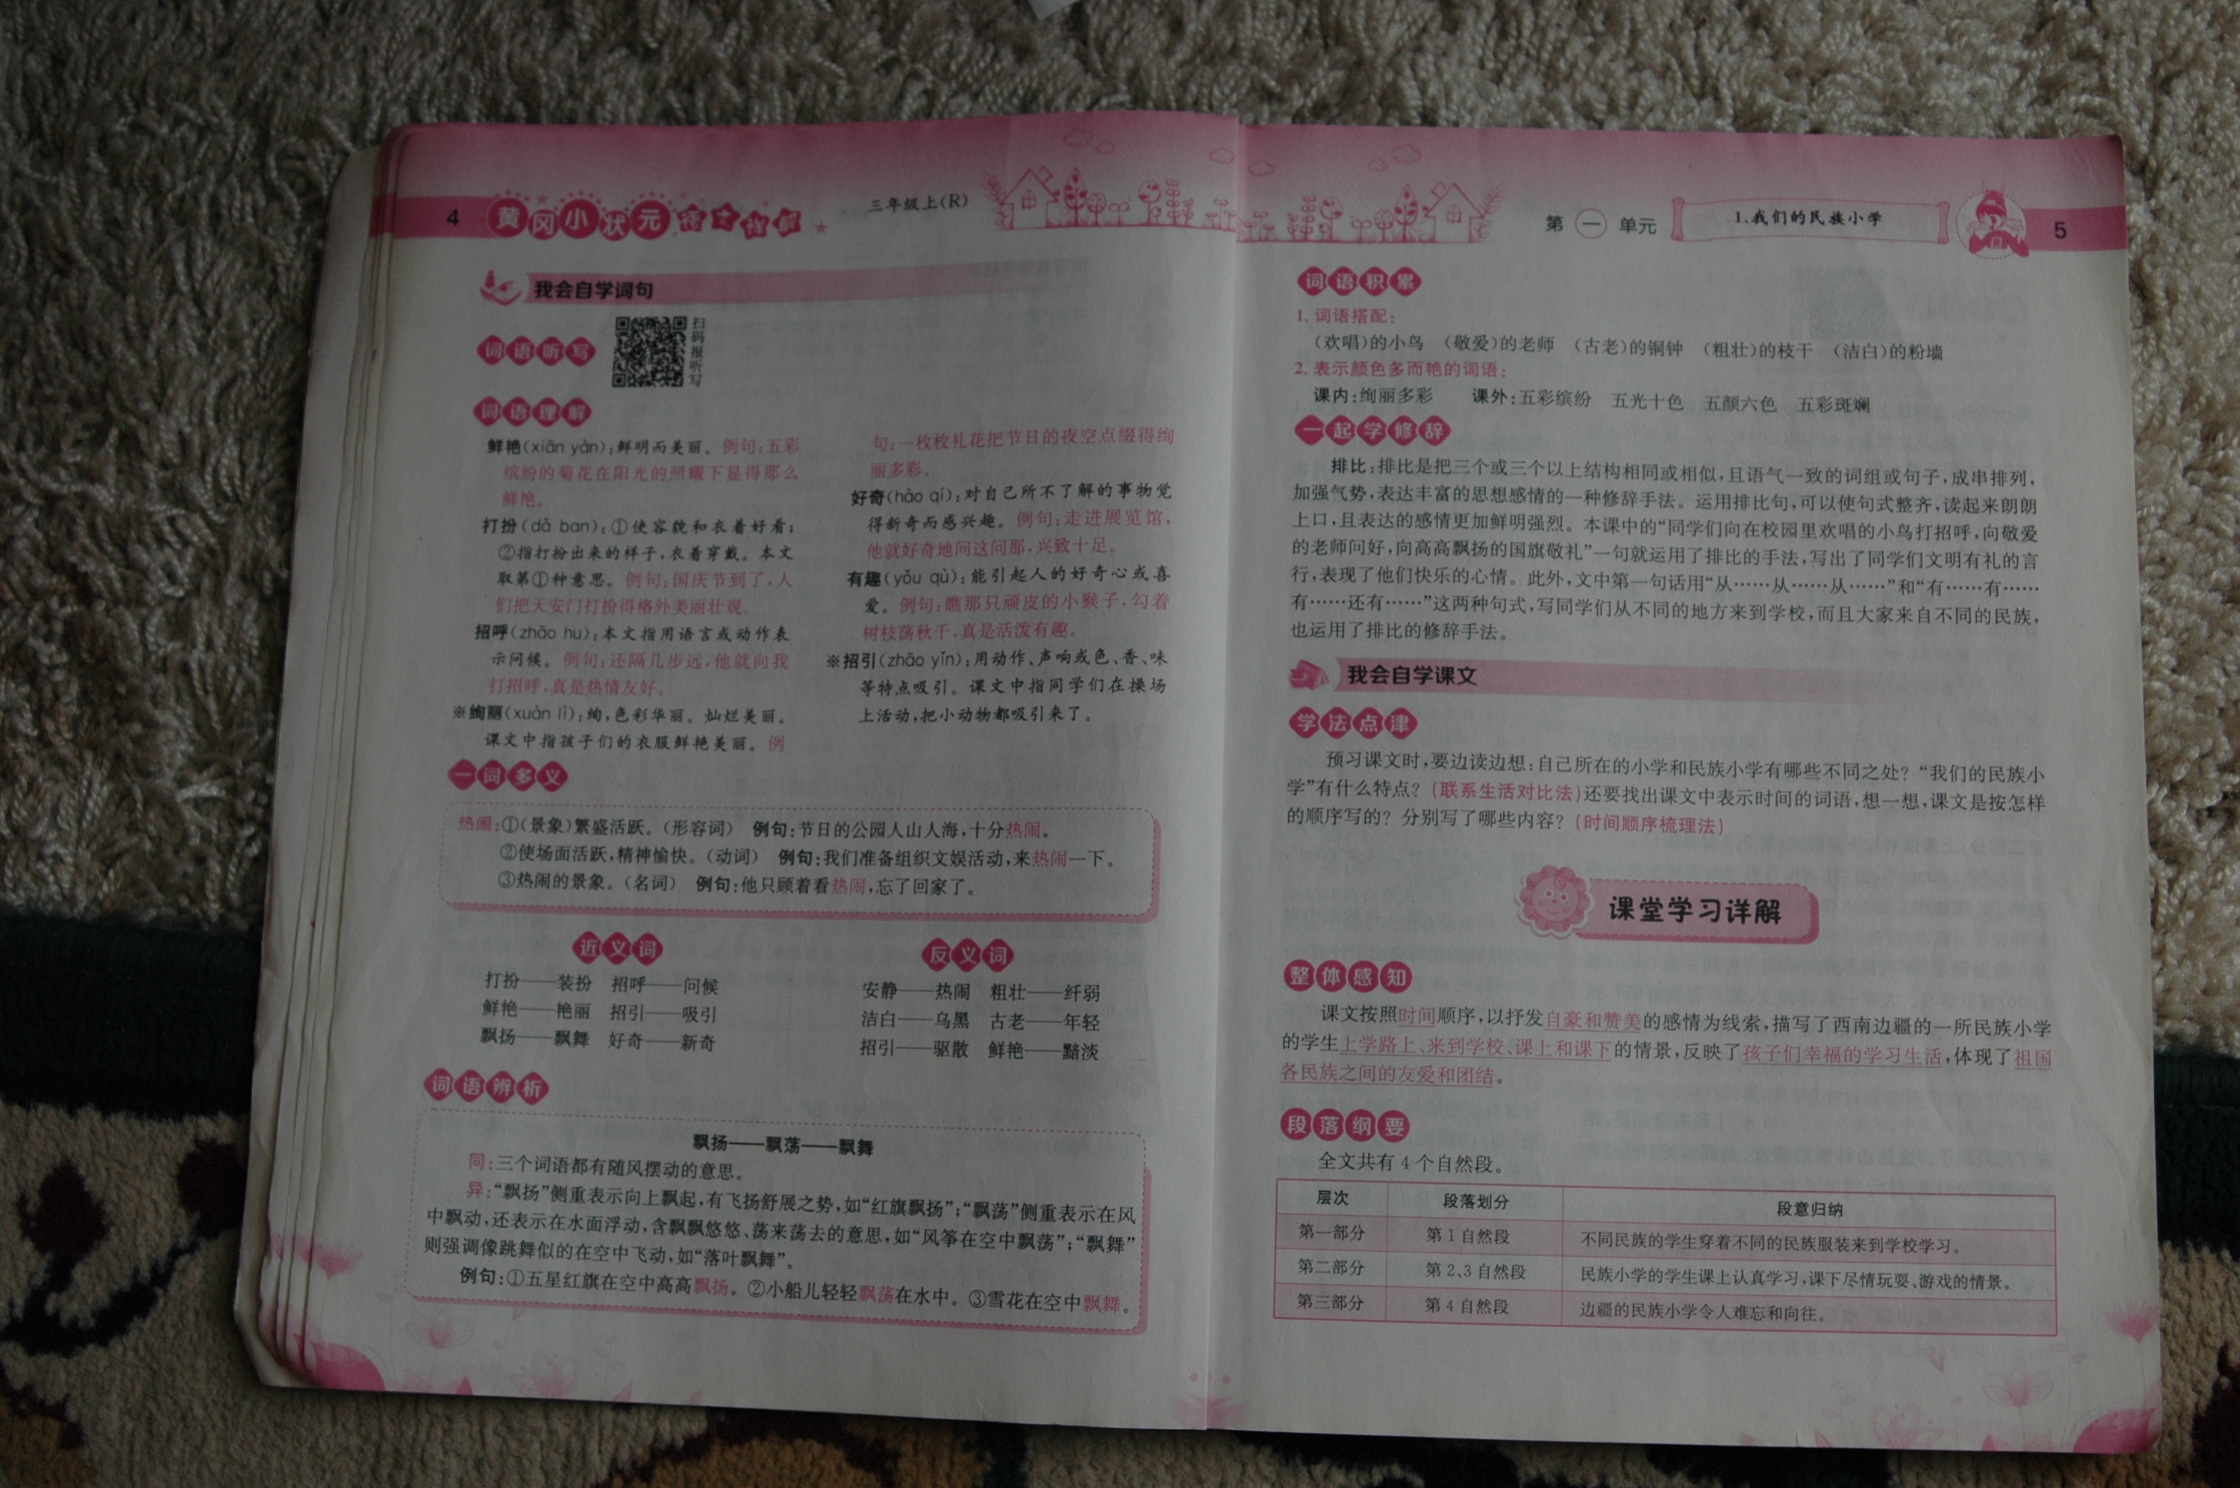 4
黄冈小状元
三年级上(R)
我会自学词句
词语听写
扫码报听写
词语理解
鲜艳(xiān yàn):鲜明而美丽。例句:五彩
缤纷的菊花在阳光的照耀下显得那么
鲜艳。
打扮(dǎ ban):①使容貌和衣着好看;
②指打扮出来的样子,衣着穿戴。本文
取第①种意思。例句:国庆节到了,人
们把天安门打扮得格外美丽壮观。
招呼(zhāo hu):本文指用语言或动作表
示问候。例句:还隔几步远,他就向我
打招呼,真是热情友好。
※绚丽(xuàn lì):绚,色彩华丽。灿烂美丽。
课文中指孩子们的衣服鲜艳美丽。例
句:一枚枚礼花把节日的夜空点缀得绚
丽多彩。
好奇(hào qí):对自己所不了解的事物觉
得新奇而感兴趣。例句:走进展览馆,
他就好奇地问这问那,兴致十足。
有趣(yǒu qù):能引起人的好奇心或喜
爱。例句:瞧那只顽皮的小猴子,勾着
树枝荡秋千,真是活泼有趣。
※招引(zhāo yǐn):用动作、声响或色、香、味
等特点吸引。课文中指同学们在操场
上活动,把小动物都吸引来了。
一词多义
热闹:①(景象)繁盛活跃。(形容词) 例句:节日的公园人山人海,十分热闹。
②使场面活跃,精神愉快。(动词) 例句:我们准备组织文娱活动,来热闹一下。
③热闹的景象。(名词) 例句:他只顾着看热闹,忘了回家了。
近义词
打扮——装扮 招呼——问候
鲜艳——艳丽 招引——吸引
飘扬——飘舞 好奇——新奇
反义词
安静——热闹 粗壮——纤弱
洁白——乌黑 古老——年轻
招引——驱散 鲜艳——黯淡
词语辨析
飘扬——飘荡——飘舞
同:三个词语都有随风摆动的意思。
异:“飘扬”侧重表示向上飘起,有飞扬舒展之势,如“红旗飘扬”;“飘荡”侧重表示在风
中飘动,还表示在水面浮动,含飘飘悠悠、荡来荡去的意思,如“风筝在空中飘荡”;“飘舞”
则强调像跳舞似的在空中飞动,如“落叶飘舞”。
例句:①五星红旗在空中高高飘扬。②小船儿轻轻飘荡在水中。③雪花在空中飘舞。
第一单元
1.我们的民族小学
5
词语积累
1.词语搭配:
(欢唱)的小鸟 (敬爱)的老师 (古老)的铜钟 (粗壮)的枝干 (洁白)的粉墙
2.表示颜色多而艳的词语:
课内:绚丽多彩 课外:五彩缤纷 五光十色 五颜六色 五彩斑斓
一起学修辞
排比:排比是把三个或三个以上结构相同或相似,且语气一致的词组或句子,成串排列,
加强气势,表达丰富的思想感情的一种修辞手法。运用排比句,可以使句式整齐,读起来朗朗
上口,且表达的感情更加鲜明强烈。本课中的“同学们向在校园里欢唱的小鸟打招呼,向敬爱
的老师问好,向高高飘扬的国旗敬礼”一句就运用了排比的手法,写出了同学们文明有礼的言
行,表现了他们快乐的心情。此外,文中第一句话用“从……从……从……”和“有……有……
有……还有……”这两种句式,写同学们从不同的地方来到学校,而且大家来自不同的民族,
也运用了排比的修辞手法。
我会自学课文
学法点津
预习课文时,要边读边想:自己所在的小学和民族小学有哪些不同之处?“我们的民族小
学”有什么特点?(联系生活对比法)还要找出课文中表示时间的词语,想一想,课文是按怎样
的顺序写的?分别写了哪些内容?(时间顺序梳理法)
课堂学习详解
整体感知
课文按照时间顺序,以抒发自豪和赞美的感情为线索,描写了西南边疆的一所民族小学
的学生上学路上、来到学校、课上和课下的情景,反映了孩子们幸福的学习生活,体现了祖国
各民族之间的友爱和团结。
段落纲要
全文共有4个自然段。
层次 段落划分 段意归纳
第一部分 第1自然段 不同民族的学生穿着不同的民族服装来到学校学习。
第二部分 第2,3自然段 民族小学的学生课上认真学习,课下尽情玩耍、游戏的情景。
第三部分 第4自然段 边疆的民族小学令人难忘和向往。